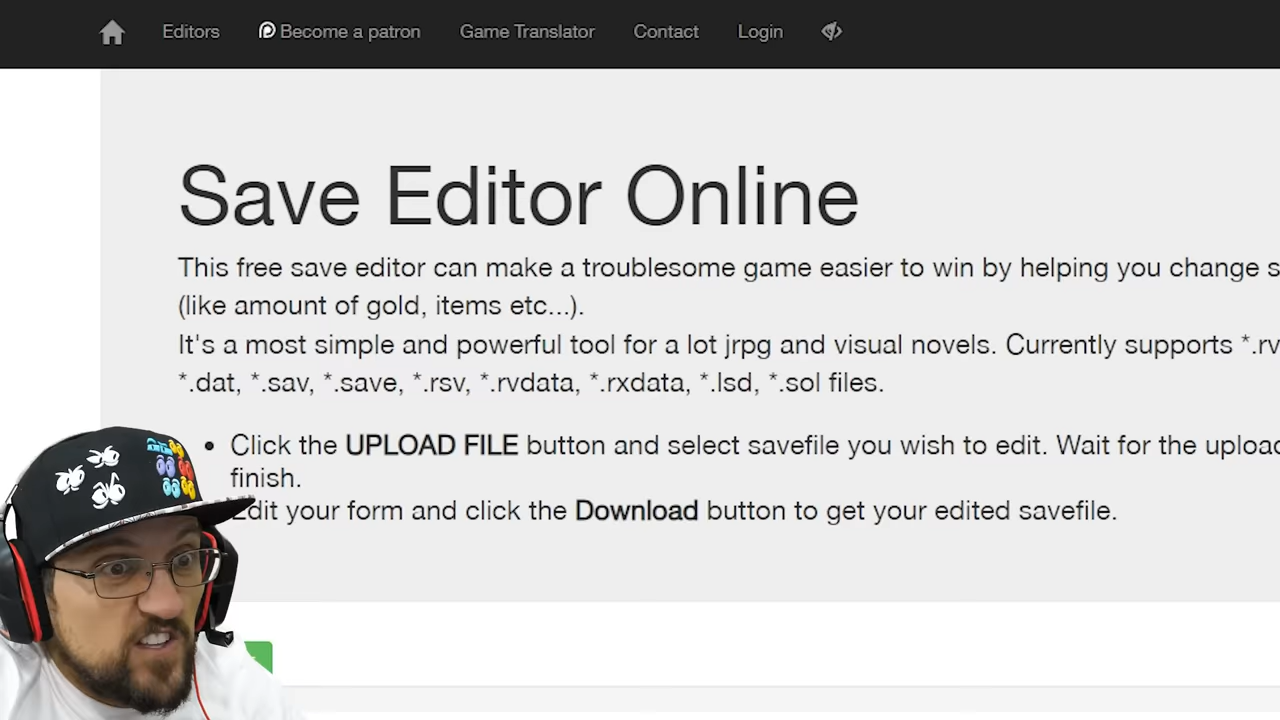 Editors Become a patron Game Translator Contact Login
Save Editor Online
This free save editor can make a troublesome game easier to win by helping you change s
(like amount of gold, items etc...).
It's a most simple and powerful tool for a lot jrpg and visual novels. Currently supports *.rv
*.dat, *.sav, *.save, *.rsv, *.rvdata, *.rxdata, *.lsd, *.sol files.
• Click the UPLOAD FILE button and select savefile you wish to edit. Wait for the upload
finish.
Edit your form and click the Download button to get your edited savefile.